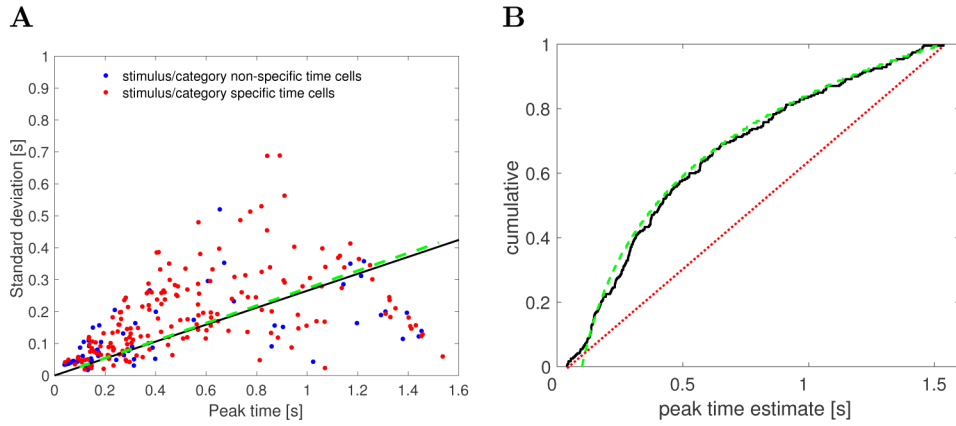 A
B
1
0.9
0.8
0.7
0.6
0.5
0.4
0.3
0.2
0.1
0
Standard deviation [s]
stimulus/category non-specific time cells
stimulus/category specific time cells
0 0.2 0.4 0.6 0.8 1 1.2 1.4 1.6
Peak time [s]
1
0.8
0.6
0.4
0.2
0
cumulative
0 0.5 1 1.5
peak time estimate [s]